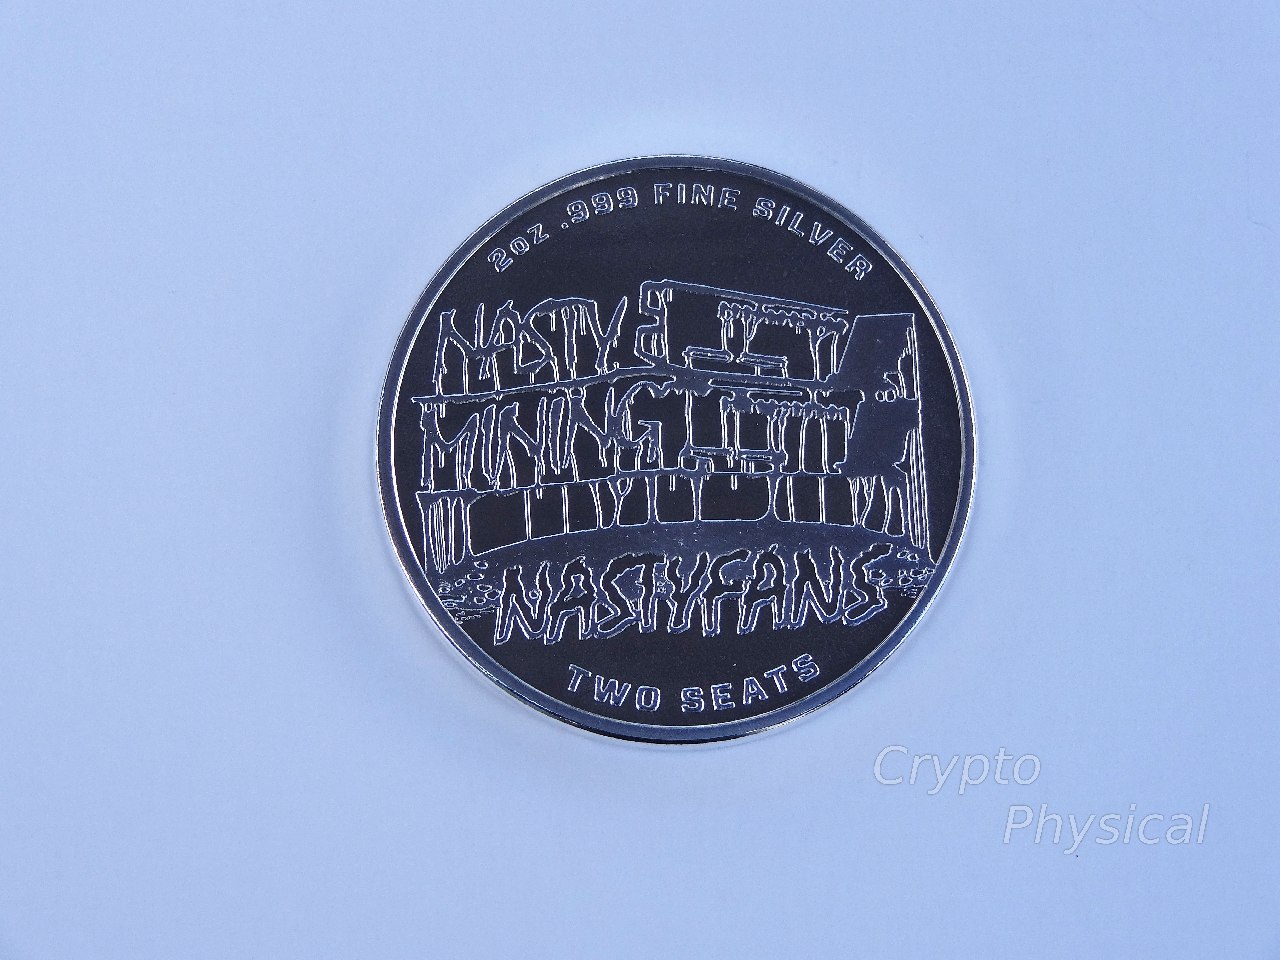 2oz .999 FINE SILVER
NASTY
MINING
NASTYFANS
TWO SEATS
Crypto
Physical